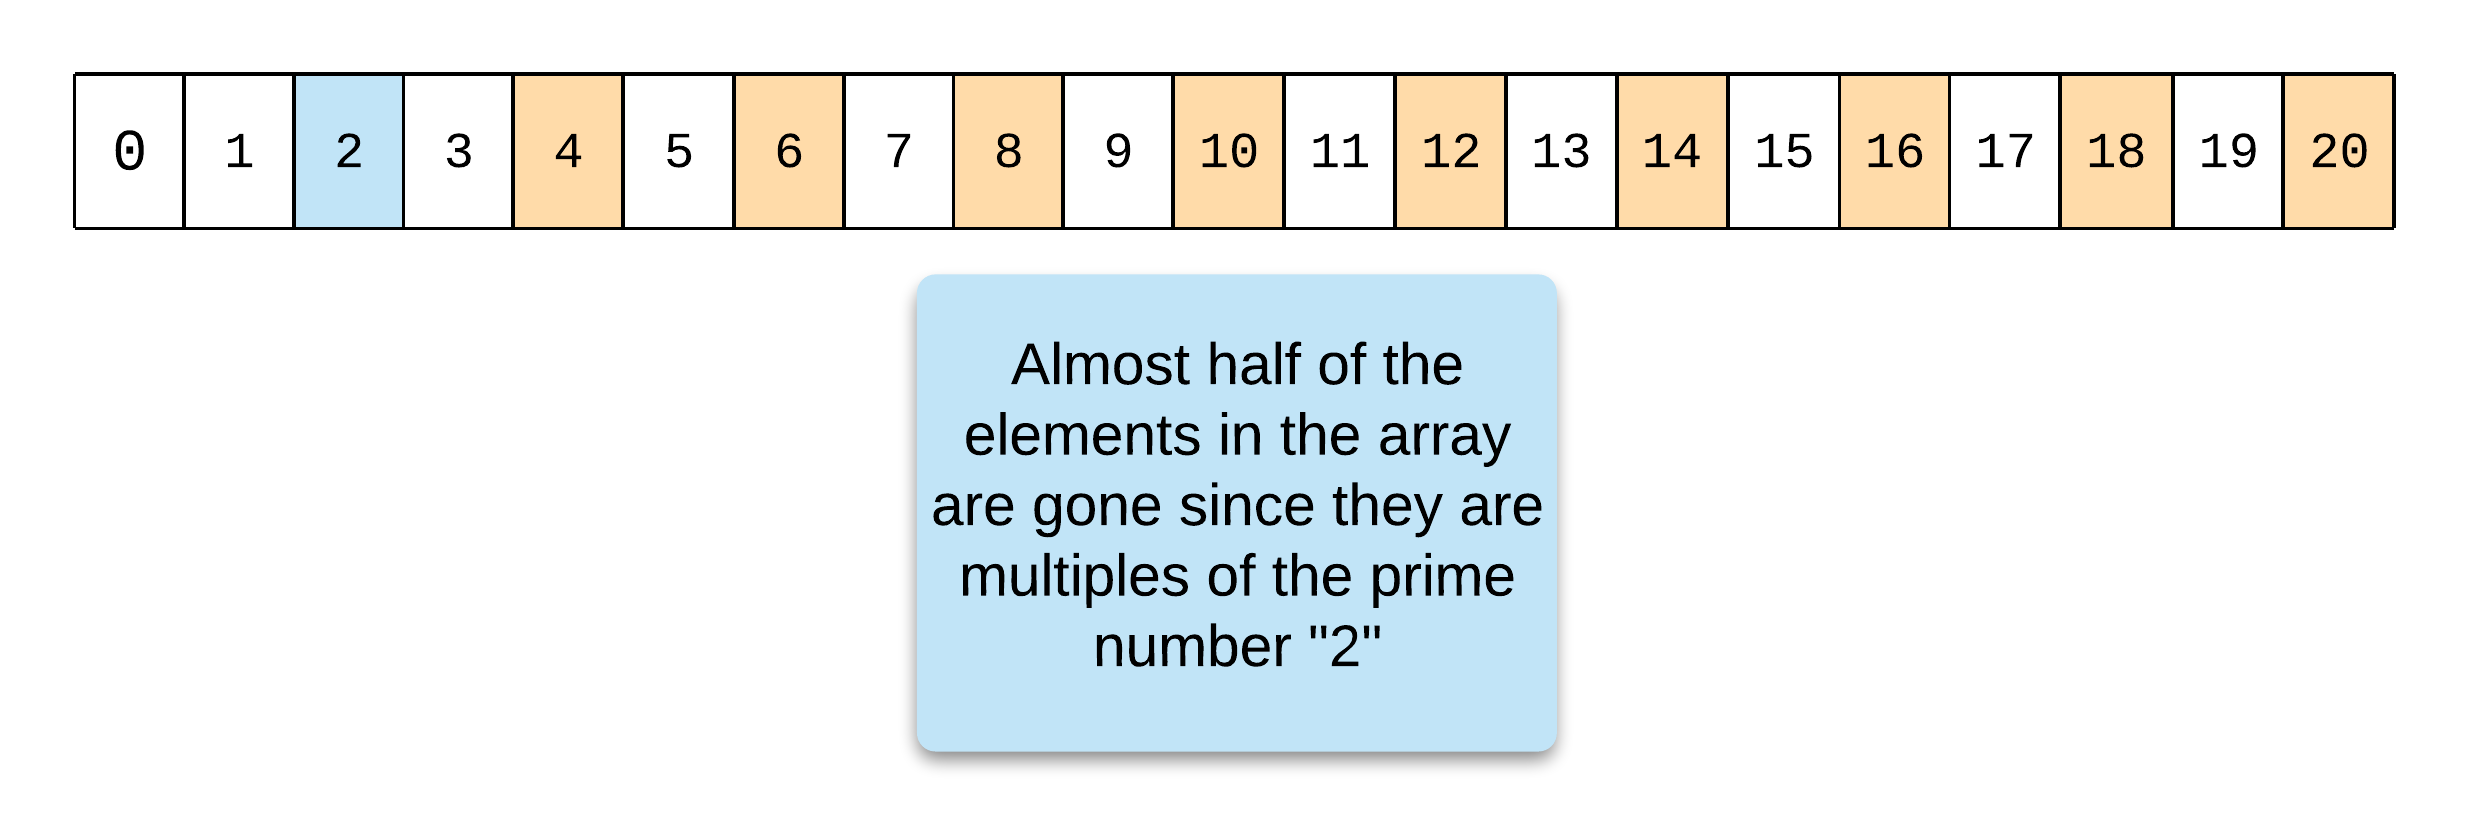 0 1 2 3 4 5 6 7 8 9 10 11 12 13 14 15 16 17 18 19 20
Almost half of the
elements in the array
are gone since they are
multiples of the prime
number "2"